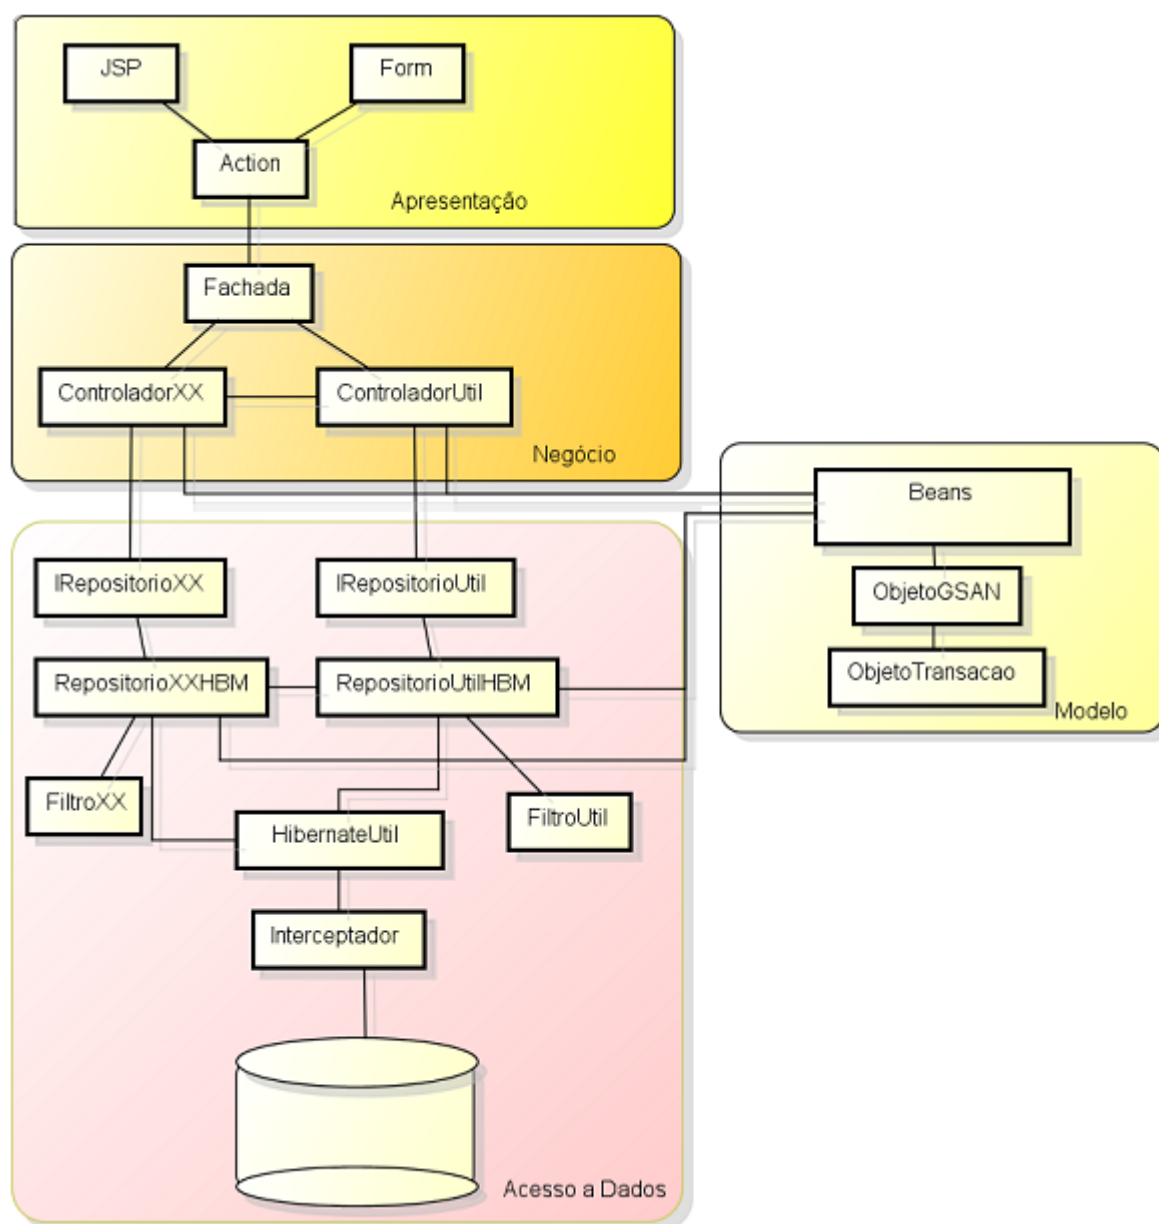 JSP
Form
Action
Apresentação
Fachada
ControladorXX
ControladorUtil
Negócio
Beans
IRepositorioXX
IRepositorioUtil
ObjetoGSAN
RepositorioXXHBM
RepositorioUtilHBM
ObjetoTransacao
Modelo
FiltroXX
FiltroUtil
HibernateUtil
Interceptador
Acesso a Dados